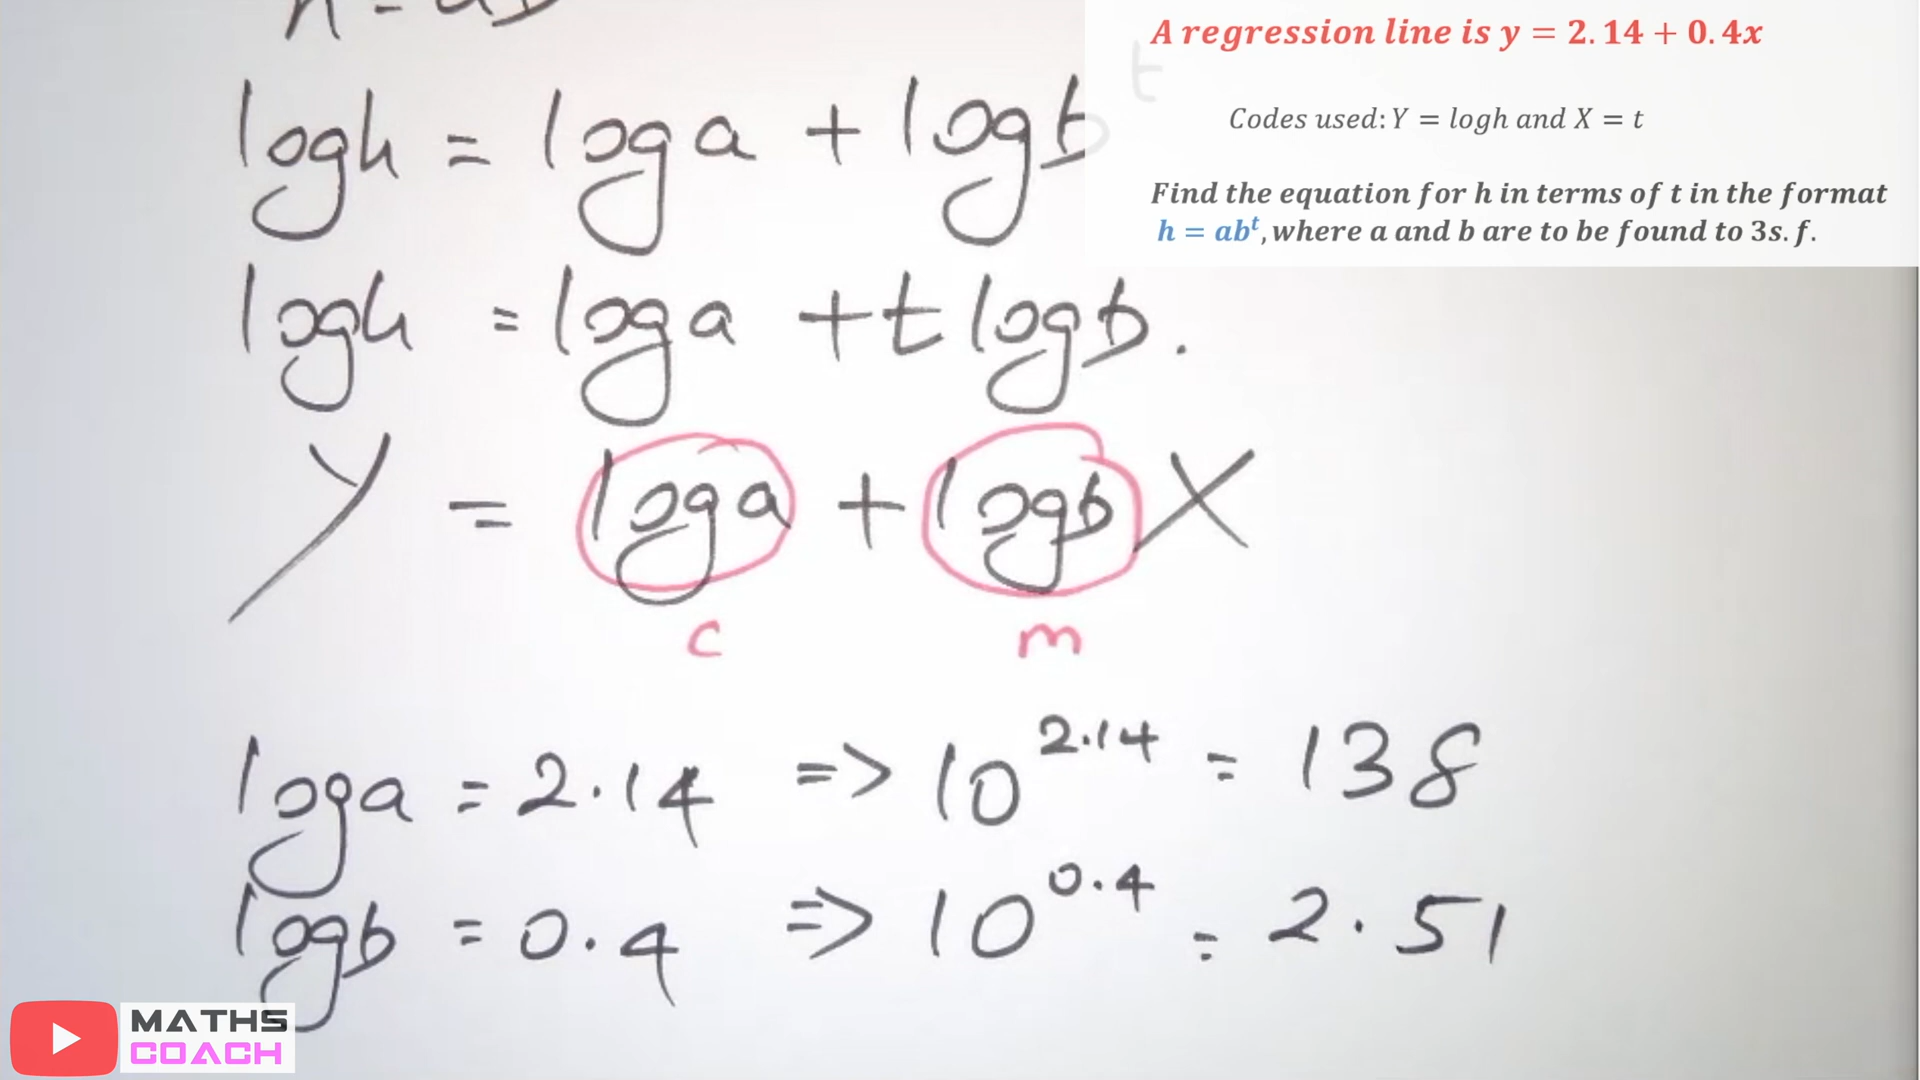 h = ab
A regression line is y = 2.14 + 0.4x
Codes used: Y = logh and X = t
Find the equation for h in terms of t in the format
h = abᵗ, where a and b are to be found to 3s.f.
logh = loga + logb t
logh = loga + t logb.
Y = loga + logb X
c m
loga = 2.14 => 10^2.14 = 138
logb = 0.4 => 10^0.4 = 2.51
MATHS
COACH